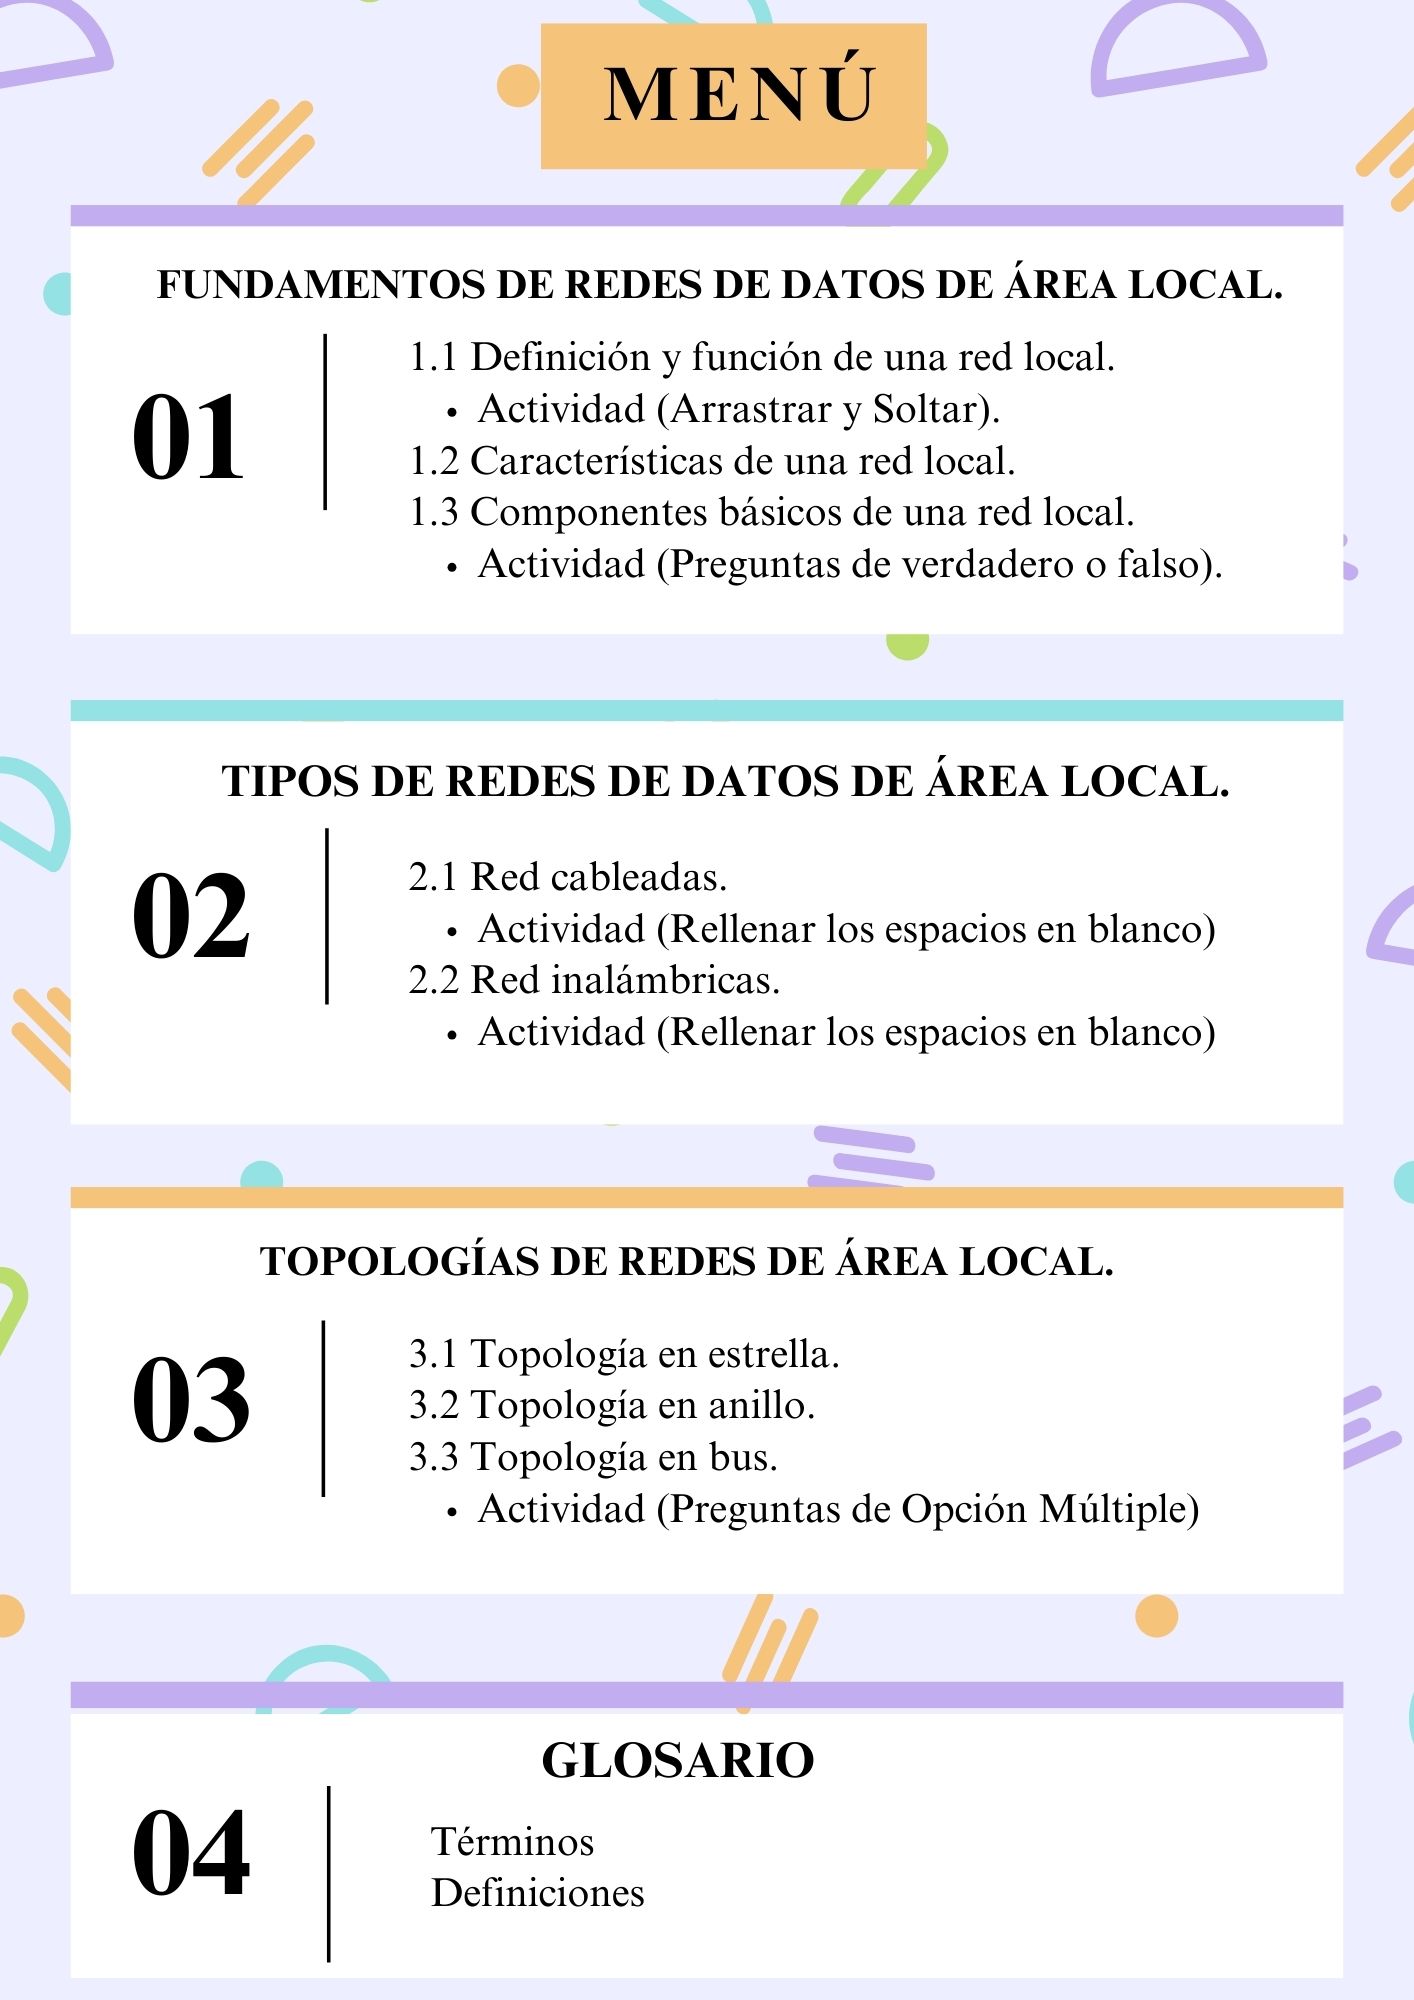 MENÚ
FUNDAMENTOS DE REDES DE DATOS DE ÁREA LOCAL.
01
1.1 Definición y función de una red local.
• Actividad (Arrastrar y Soltar).
1.2 Características de una red local.
1.3 Componentes básicos de una red local.
• Actividad (Preguntas de verdadero o falso).
TIPOS DE REDES DE DATOS DE ÁREA LOCAL.
02
2.1 Red cableadas.
• Actividad (Rellenar los espacios en blanco)
2.2 Red inalámbricas.
• Actividad (Rellenar los espacios en blanco)
TOPOLOGÍAS DE REDES DE ÁREA LOCAL.
03
3.1 Topología en estrella.
3.2 Topología en anillo.
3.3 Topología en bus.
• Actividad (Preguntas de Opción Múltiple)
GLOSARIO
04
Términos
Definiciones